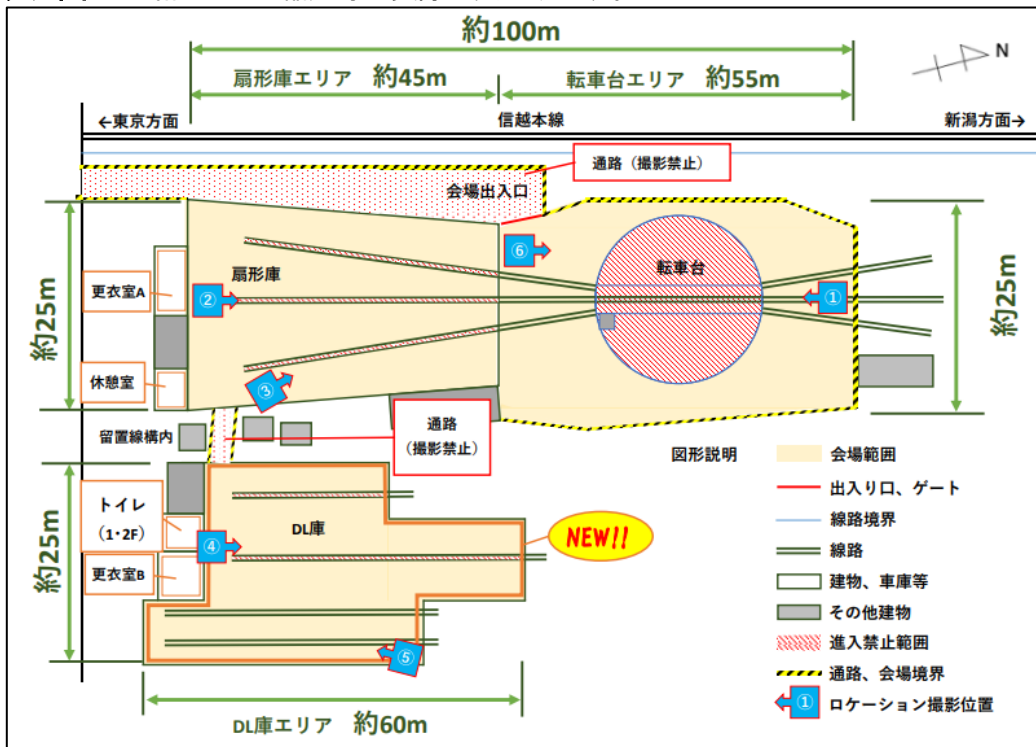 約100m
扇形庫エリア 約45m
転車台エリア 約55m
N
←東京方面
信越本線
新潟方面→
通路（撮影禁止）
会場出入口
⑥
転車台
扇形庫
更衣室A
②
①
約25m
約25m
休憩室
③
留置線構内
通路
（撮影禁止）
図形説明
会場範囲
出入り口、ゲート
線路境界
線路
建物、車庫等
その他建物
進入禁止範囲
通路、会場境界
①
ロケーション撮影位置
トイレ
（1・2F）
DL庫
NEW!!
④
約25m
更衣室B
⑤
DL庫エリア 約60m